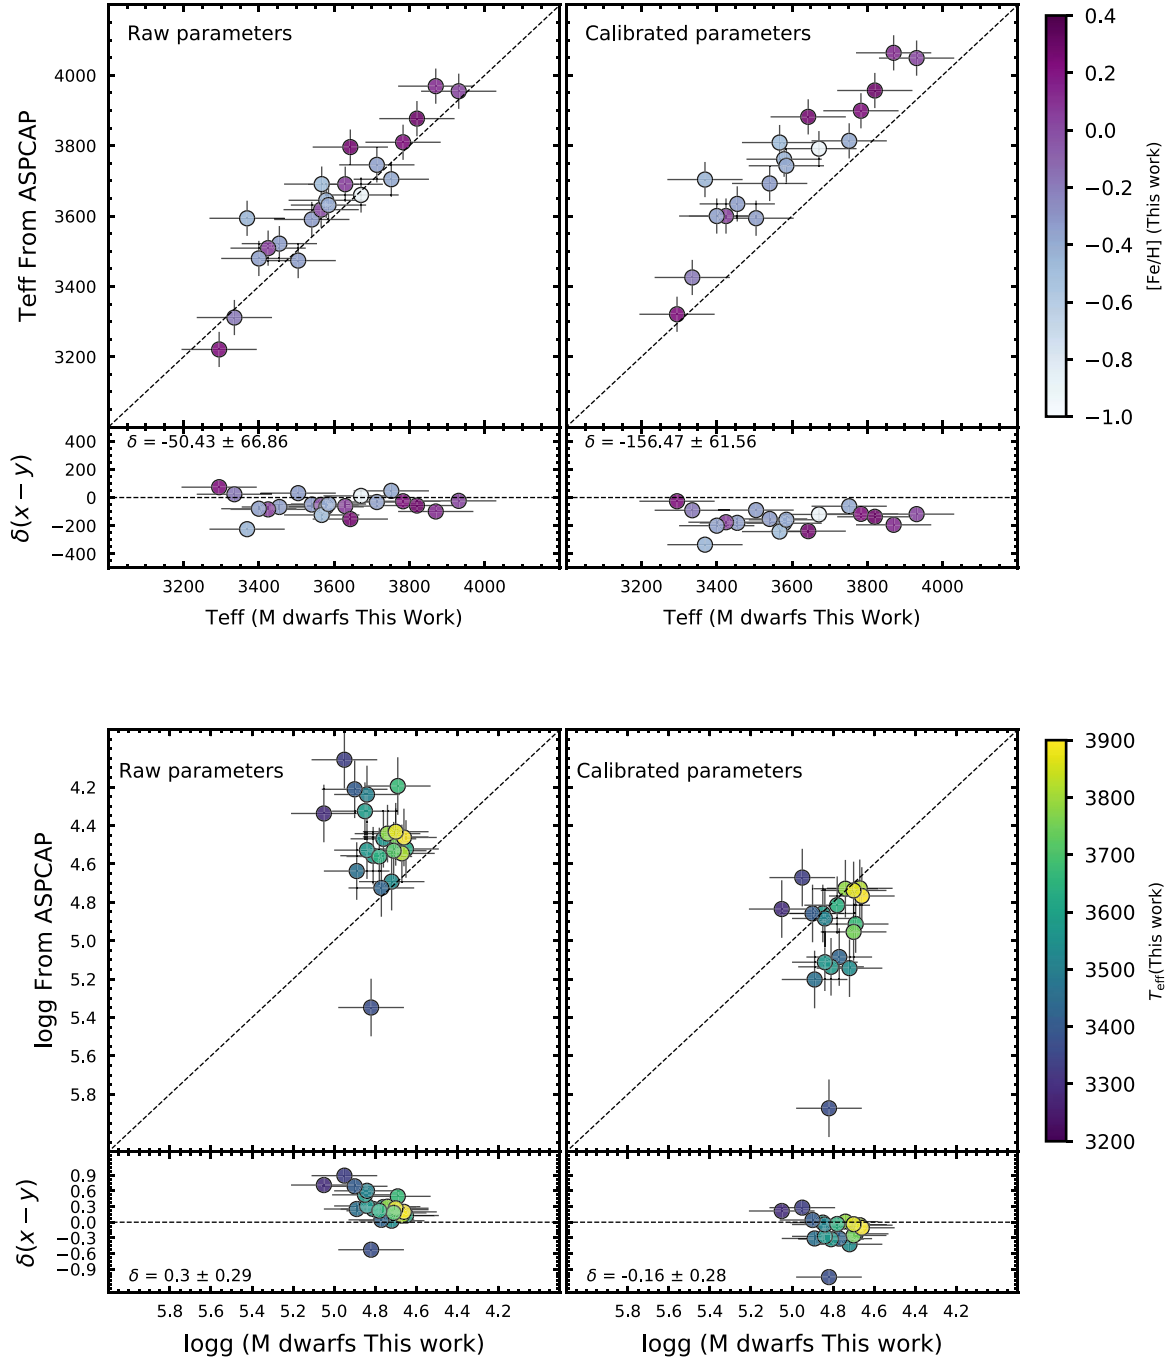 Raw parameters
Calibrated parameters
Teff From ASPCAP
4000
3800
3600
3400
3200
0.4
0.2
0.0
−0.2
−0.4
−0.6
−0.8
−1.0
[Fe/H] (This work)
δ = -50.43 ± 66.86
δ = -156.47 ± 61.56
δ(x − y)
400
200
0
−200
−400
3200 3400 3600 3800 4000
3200 3400 3600 3800 4000
Teff (M dwarfs This Work)
Teff (M dwarfs This Work)
Raw parameters
Calibrated parameters
logg From ASPCAP
4.2
4.4
4.6
4.8
5.0
5.2
5.4
5.6
5.8
3900
3800
3700
3600
3500
3400
3300
3200
Teff(This work)
δ(x − y)
0.9
0.6
0.3
0.0
−0.3
−0.6
−0.9
δ = 0.3 ± 0.29
δ = -0.16 ± 0.28
5.8 5.6 5.4 5.2 5.0 4.8 4.6 4.4 4.2
5.8 5.6 5.4 5.2 5.0 4.8 4.6 4.4 4.2
logg (M dwarfs This work)
logg (M dwarfs This work)